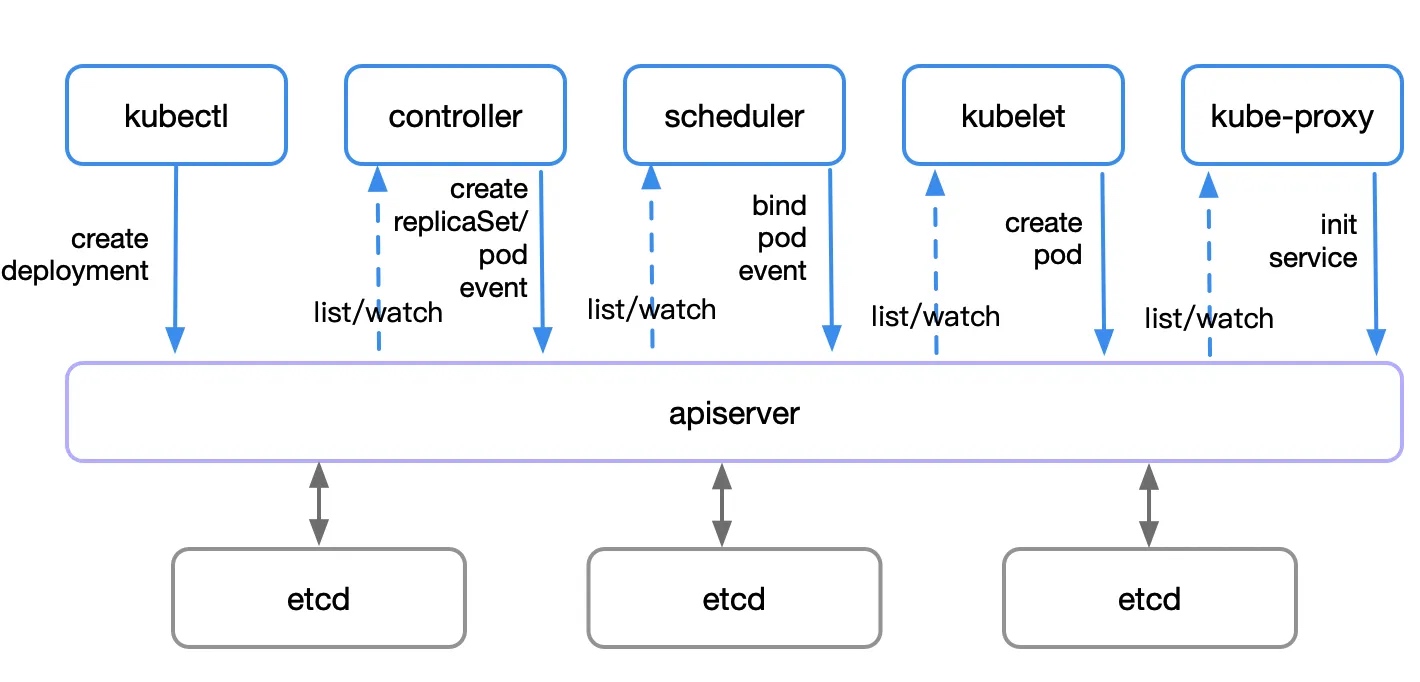 kubectl
controller
scheduler
kubelet
kube-proxy
create
deployment
list/watch
create
replicaSet/
pod
event
list/watch
bind
pod
event
list/watch
create
pod
list/watch
init
service
apiserver
etcd
etcd
etcd